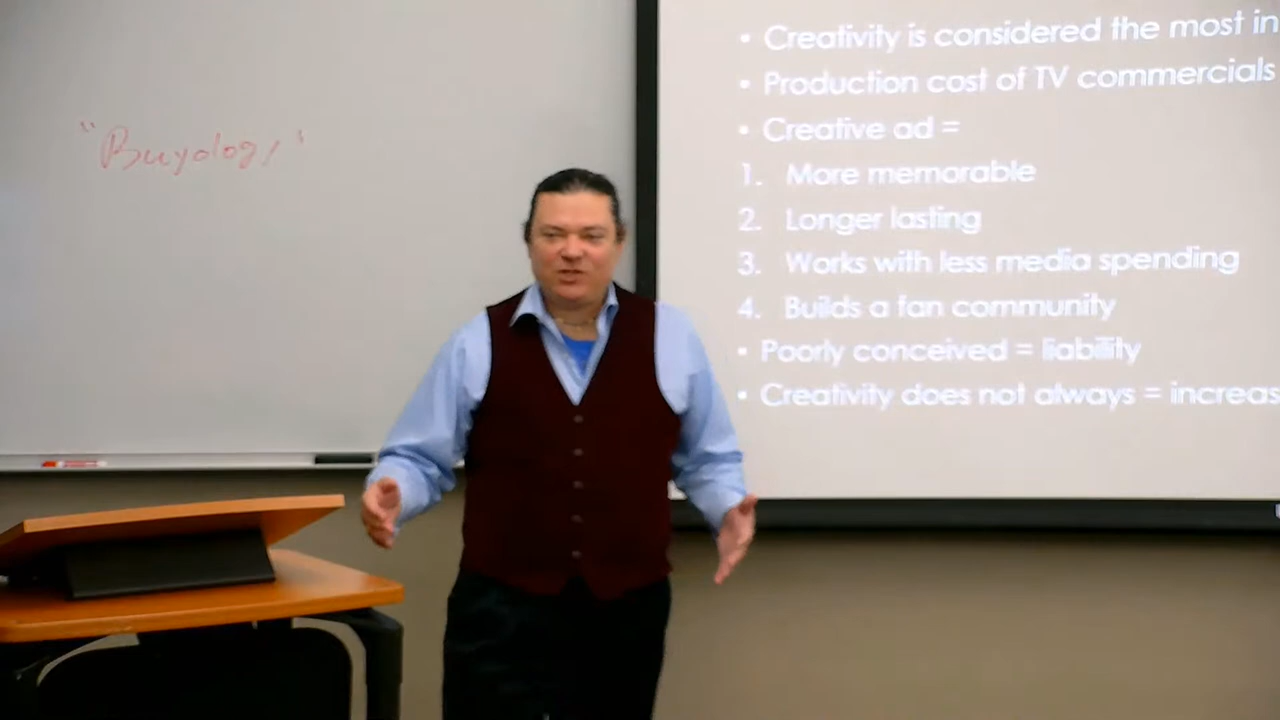 "Buyology"
• Creativity is considered the most in
• Production cost of TV commercials
• Creative ad =
1. More memorable
2. Longer lasting
3. Works with less media spending
4. Builds a fan community
• Poorly conceived = liability
• Creativity does not always = increas